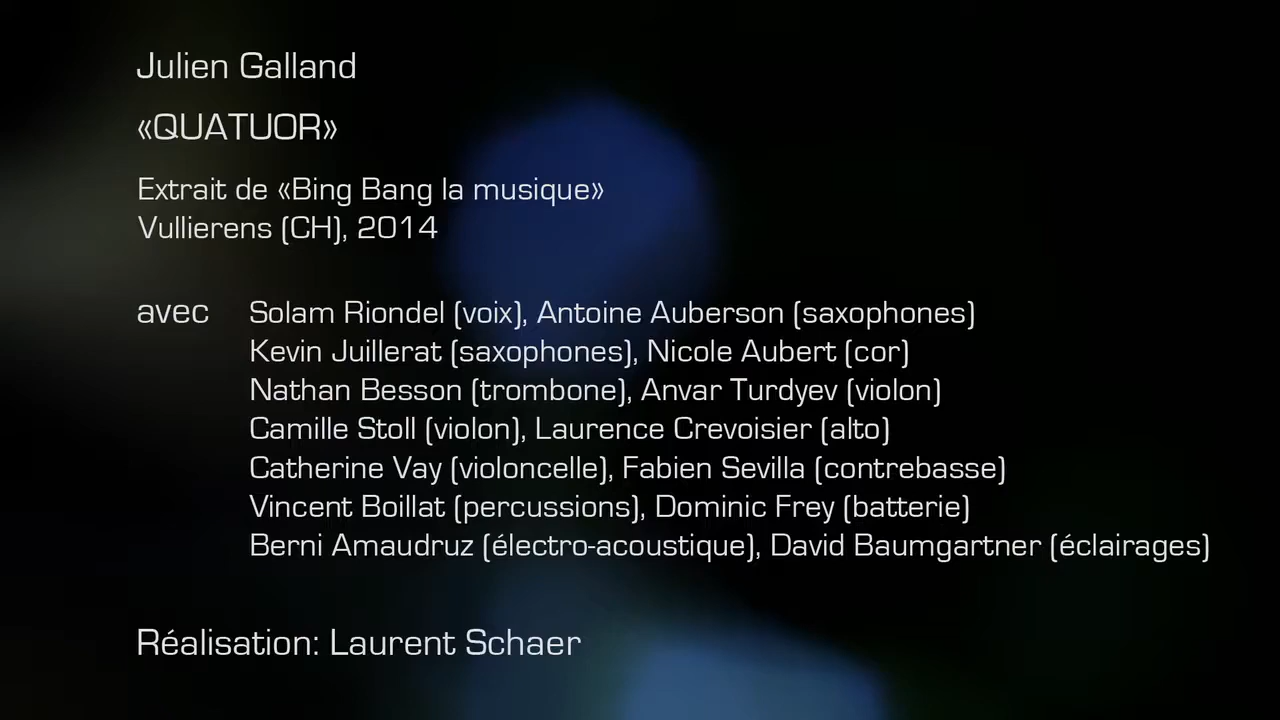 Julien Galland
«QUATUOR»
Extrait de «Bing Bang la musique»
Vullierens (CH), 2014
avec Solam Riondel (voix), Antoine Auberson (saxophones)
Kevin Juillerat (saxophones), Nicole Aubert (cor)
Nathan Besson (trombone), Anvar Turdyev (violon)
Camille Stoll (violon), Laurence Crevoisier (alto)
Catherine Vay (violoncelle), Fabien Sevilla (contrebasse)
Vincent Boillat (percussions), Dominic Frey (batterie)
Berni Amaudruz (électro-acoustique), David Baumgartner (éclairages)
Réalisation: Laurent Schaer